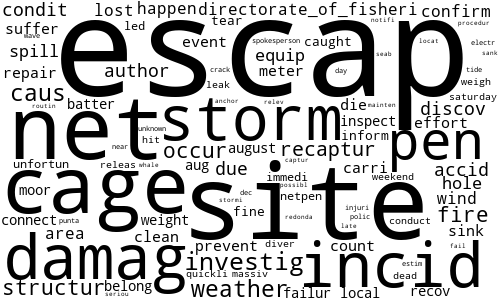 condit lost happen directorate_of_fisheri confirm
suffer wave led tear spokesperson notifi procedur
spill event author caught escap equip locat electr
repair crack day meter seab sank
caus leak tide weigh
batter anchor relev die mainten saturday
routin net storm inspect discov
unknown hit inform effort pen
near occur august recaptur
unfortun releas whale aug due captur carri accid
cage immedi weekend hole
moor dec possibl netpen injuri wind
connect punta weight stormi fine site redonda polic conduct fire
area clean late sink
damag prevent diver count incid
investig estim fail
structur belong quickli massiv dead
seriou weather failur local recov